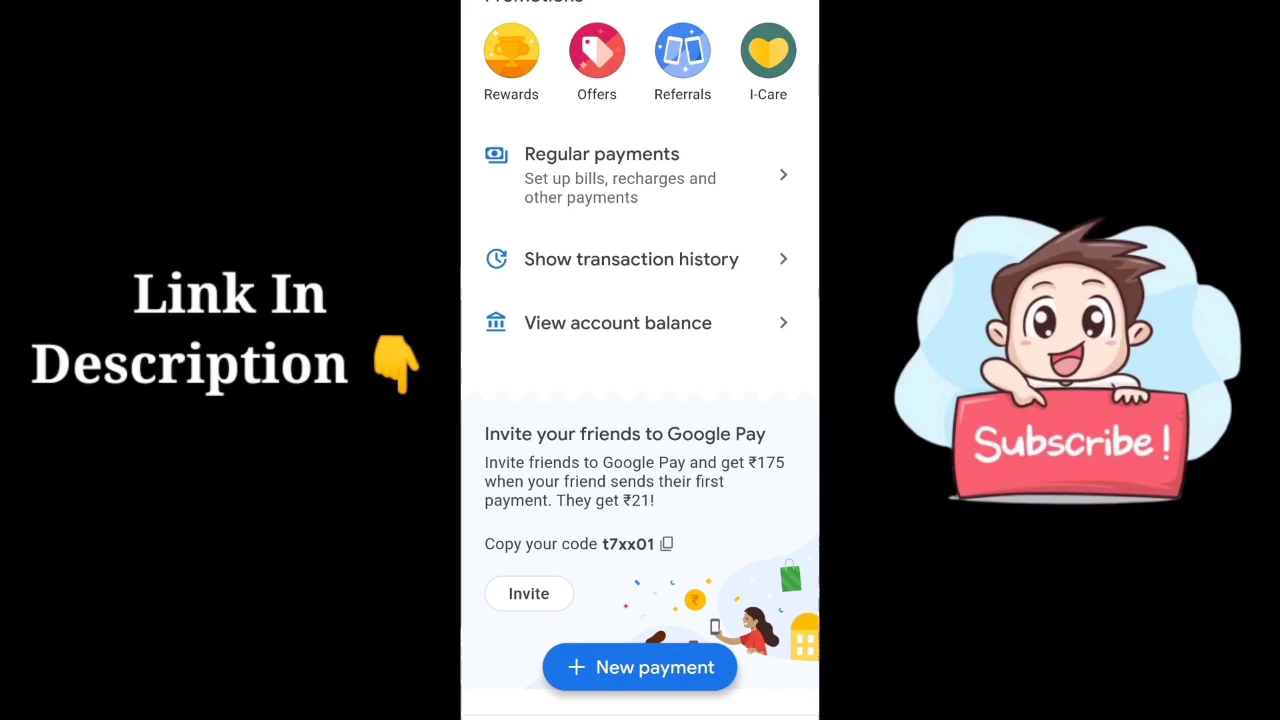 Promotions
Rewards
Offers
Referrals
I-Care
Regular payments
Set up bills, recharges and
other payments
Show transaction history
View account balance
Invite your friends to Google Pay
Invite friends to Google Pay and get ₹175
when your friend sends their first
payment. They get ₹21!
Copy your code t7xx01
Invite
+ New payment
Link In
Description 👇
Subscribe!